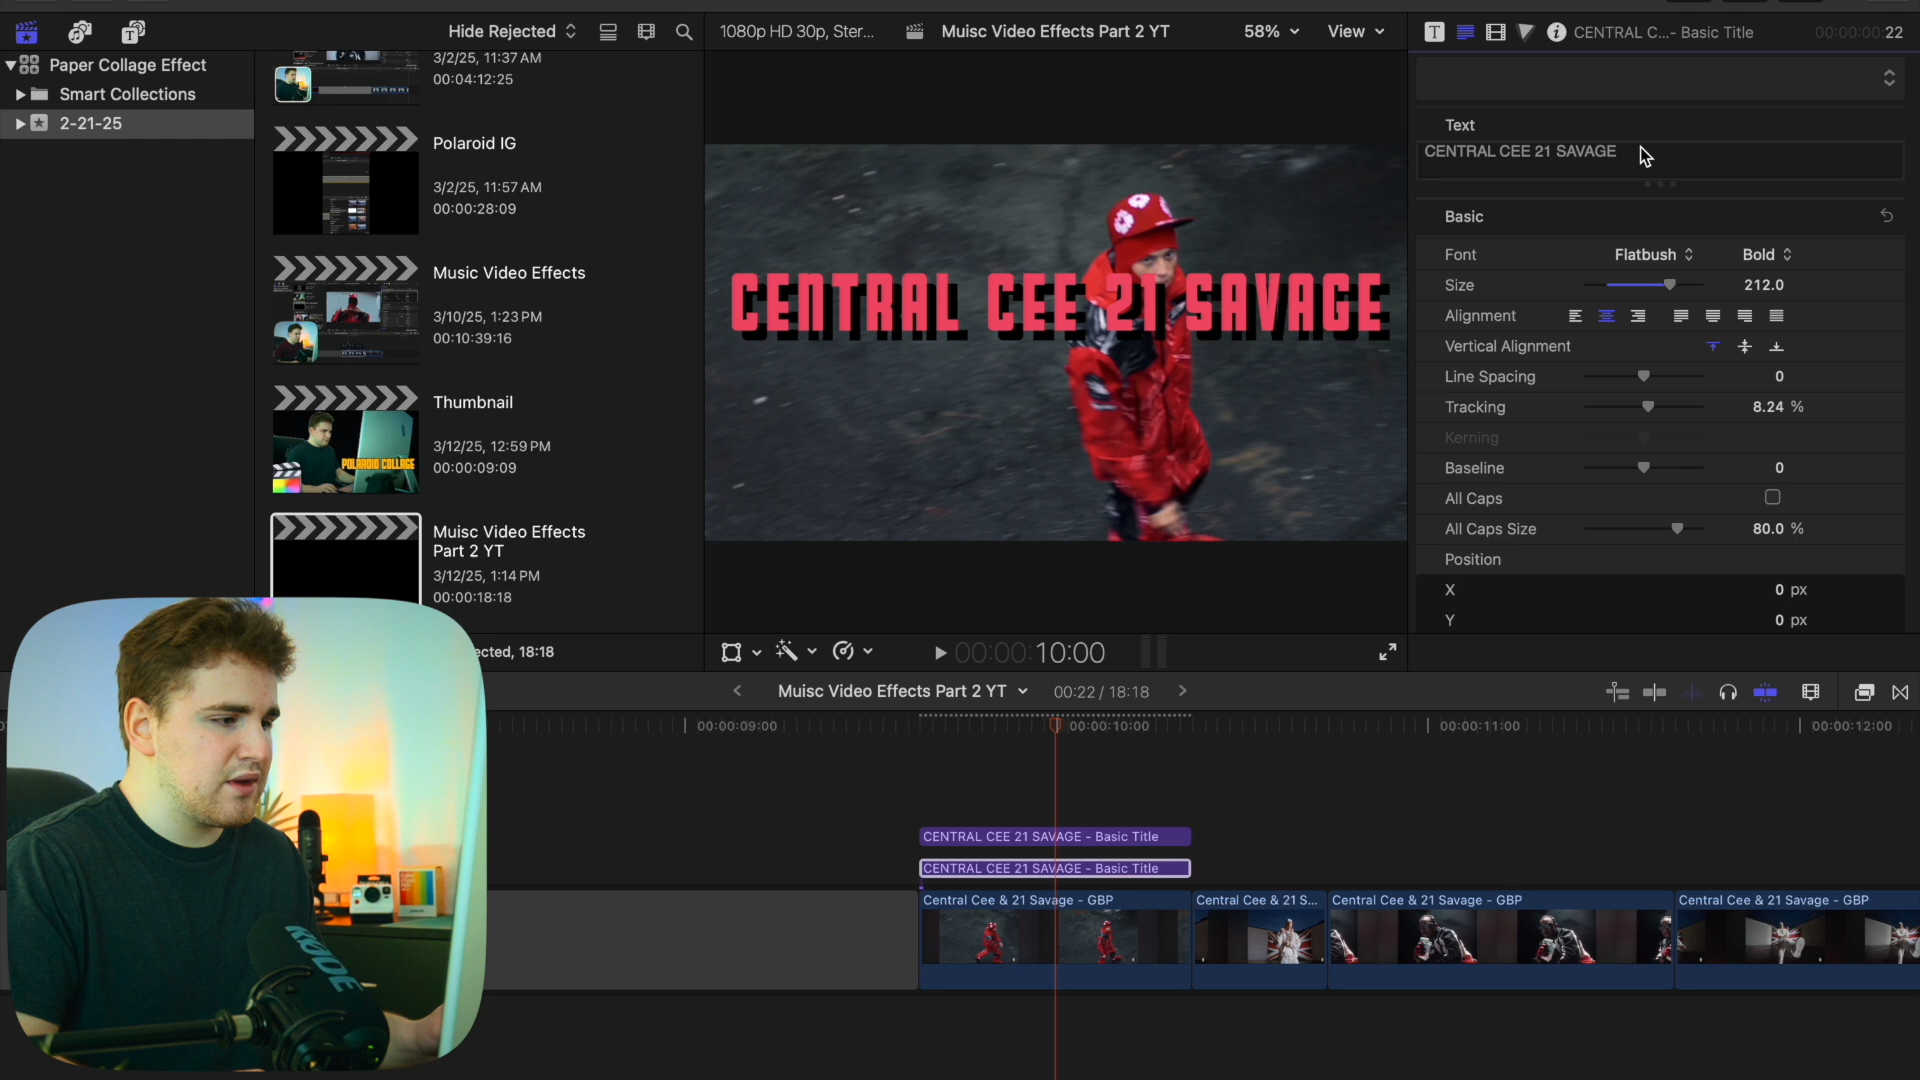 Hide Rejected
1080p HD 30p, Ster...
Muisc Video Effects Part 2 YT
58%
View
CENTRAL C...- Basic Title
00:00:00:22
Paper Collage Effect
Smart Collections
2-21-25
3/2/25, 11:37 AM
00:04:12:25
Polaroid IG
3/2/25, 11:57 AM
00:00:28:09
Music Video Effects
3/10/25, 1:23 PM
00:10:39:16
Thumbnail
3/12/25, 12:59 PM
00:00:09:09
POLAROID COLLAGE
Muisc Video Effects
Part 2 YT
3/12/25, 1:14 PM
00:00:18:18
ected, 18:18
CENTRAL CEE 21 SAVAGE
Text
CENTRAL CEE 21 SAVAGE
Basic
Font
Flatbush
Bold
Size
212.0
Alignment
Vertical Alignment
Line Spacing
0
Tracking
8.24 %
Kerning
Baseline
0
All Caps
All Caps Size
80.0 %
Position
X
0 px
Y
0 px
00:00:10:00
Muisc Video Effects Part 2 YT
00:22 / 18:18
00:00:09:00
00:00:10:00
00:00:11:00
00:00:12:00
CENTRAL CEE 21 SAVAGE - Basic Title
CENTRAL CEE 21 SAVAGE - Basic Title
Central Cee & 21 Savage - GBP
Central Cee & 21 S...
Central Cee & 21 Savage - GBP
Central Cee & 21 Savage - GBP
RODE